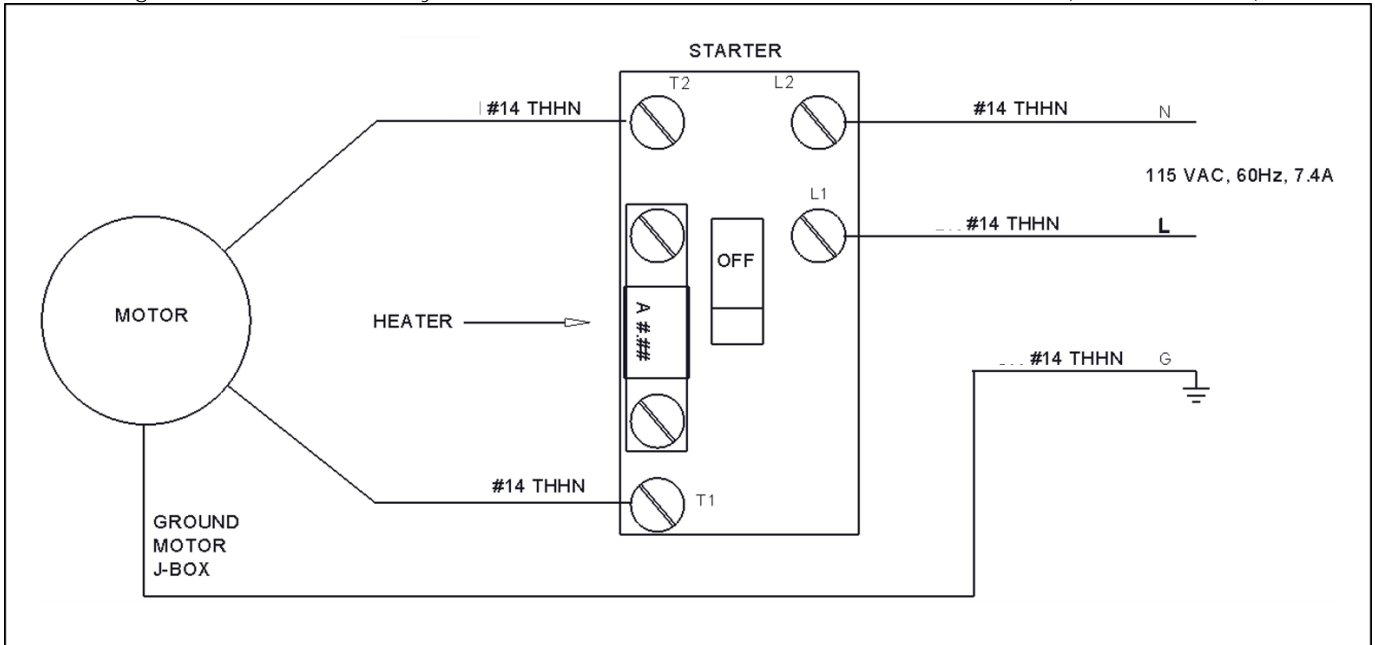 STARTER
T2
L2
#14 THHN
#14 THHN
N
115 VAC, 60Hz, 7.4A
L1
#14 THHN
L
OFF
MOTOR
HEATER
A #.##
#14 THHN
G
#14 THHN
T1
GROUND
MOTOR
J-BOX